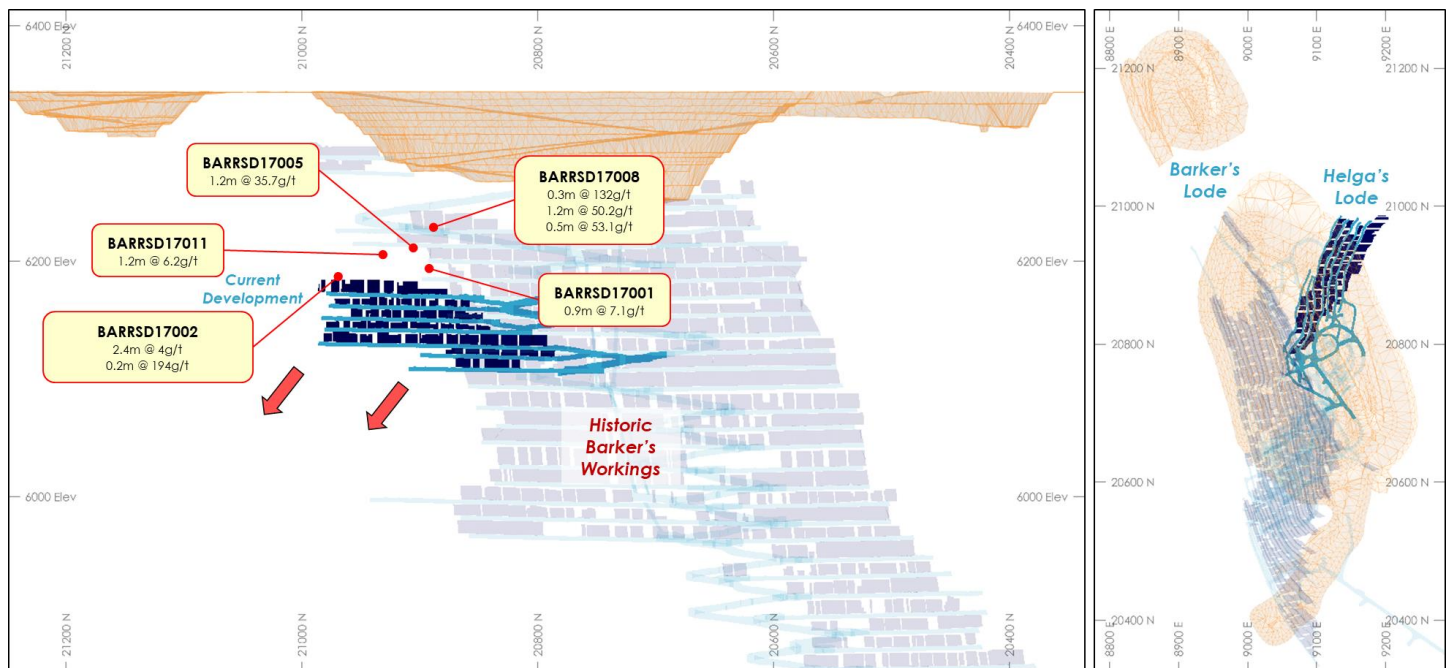 6400 Elev
21200 N
21000 N
20800 N
20600 N
20400 N
6400 Elev
BARRSD17005
1.2m @ 35.7g/t
BARRSD17008
0.3m @ 132g/t
1.2m @ 50.2g/t
0.5m @ 53.1g/t
BARRSD17011
1.2m @ 6.2g/t
6200 Elev
6200 Elev
Current
Development
BARRSD17001
0.9m @ 7.1g/t
BARRSD17002
2.4m @ 4g/t
0.2m @ 194g/t
Historic
Barker's
Workings
6000 Elev
6000 Elev
21200 N
21000 N
20800 N
20600 N
20400 N
8800 E
8900 E
9000 E
9100 E
9200 E
21200 N
21200 N
Barker's
Lode
Helga's
Lode
21000 N
21000 N
20800 N
20800 N
20600 N
20600 N
20400 N
20400 N
8800 E
8900 E
9000 E
9100 E
9200 E